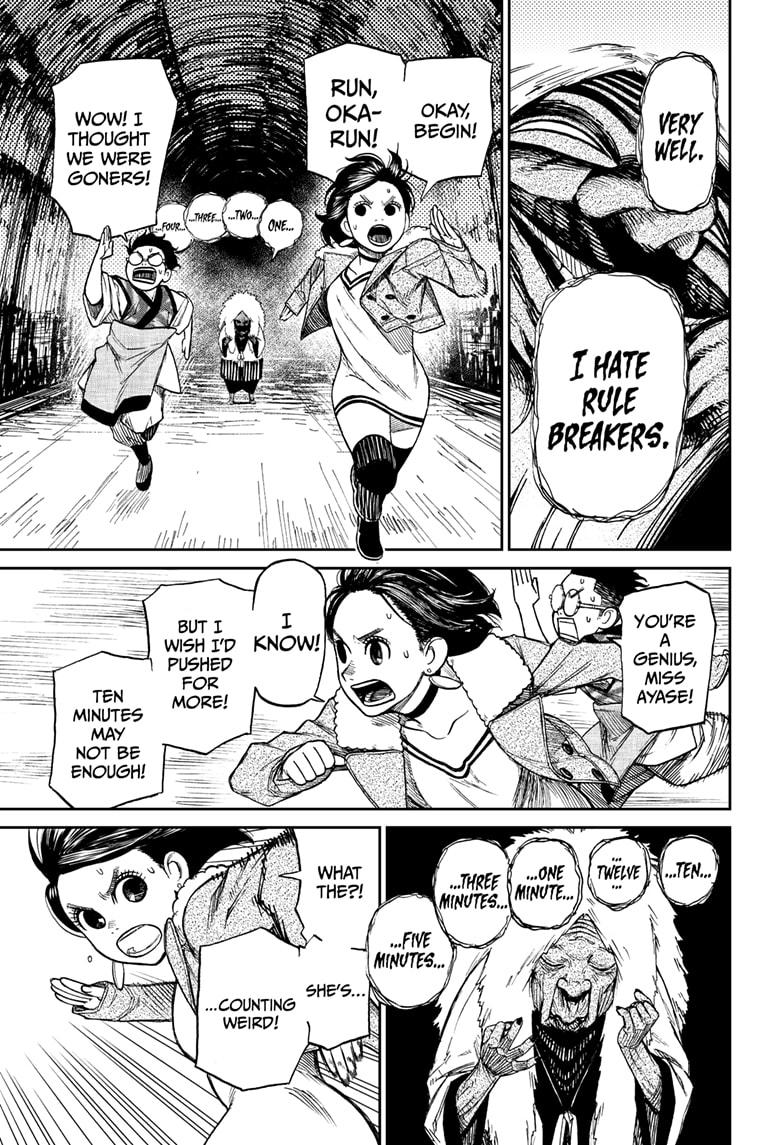 VERY
WELL.
I HATE
RULE
BREAKERS.
OKAY,
BEGIN!
RUN,
OKA-
RUN!
ONE...
...TWO...
...THREE...
...FOUR...
WOW! I
THOUGHT
WE WERE
GONERS!
YOU'RE
A
GENIUS,
MISS
AYASE!
I
KNOW!
BUT I
WISH I'D
PUSHED
FOR
MORE!
TEN
MINUTES
MAY
NOT BE
ENOUGH!
...TEN...
...
TWELVE
...
...ONE
MINUTE...
...THREE
MINUTES...
...FIVE
MINUTES...
WHAT
THE?!
SHE'S...
...COUNTING
WEIRD!